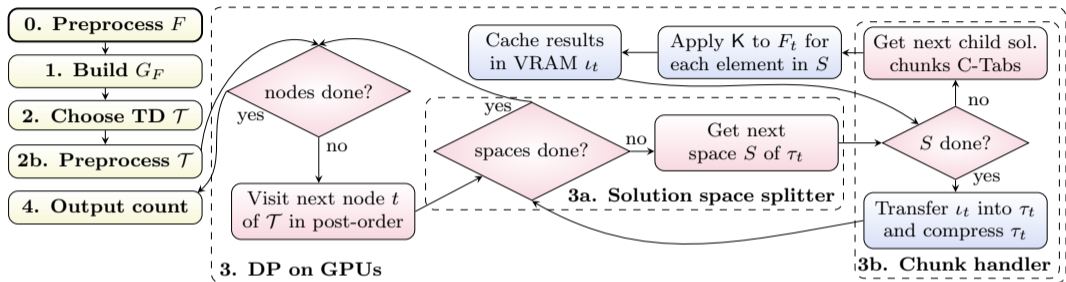 0. Preprocess F
1. Build G_F
2. Choose TD 𝒯
2b. Preprocess 𝒯
4. Output count
nodes done?
yes
no
Visit next node t
of 𝒯 in post-order
3. DP on GPUs
spaces done?
yes
no
Get next
space S of τ_t
3a. Solution space splitter
S done?
no
yes
Get next child sol.
chunks C-Tabs
Apply K to F_t for
each element in S
Cache results
in VRAM ι_t
Transfer ι_t into τ_t
and compress τ_t
3b. Chunk handler